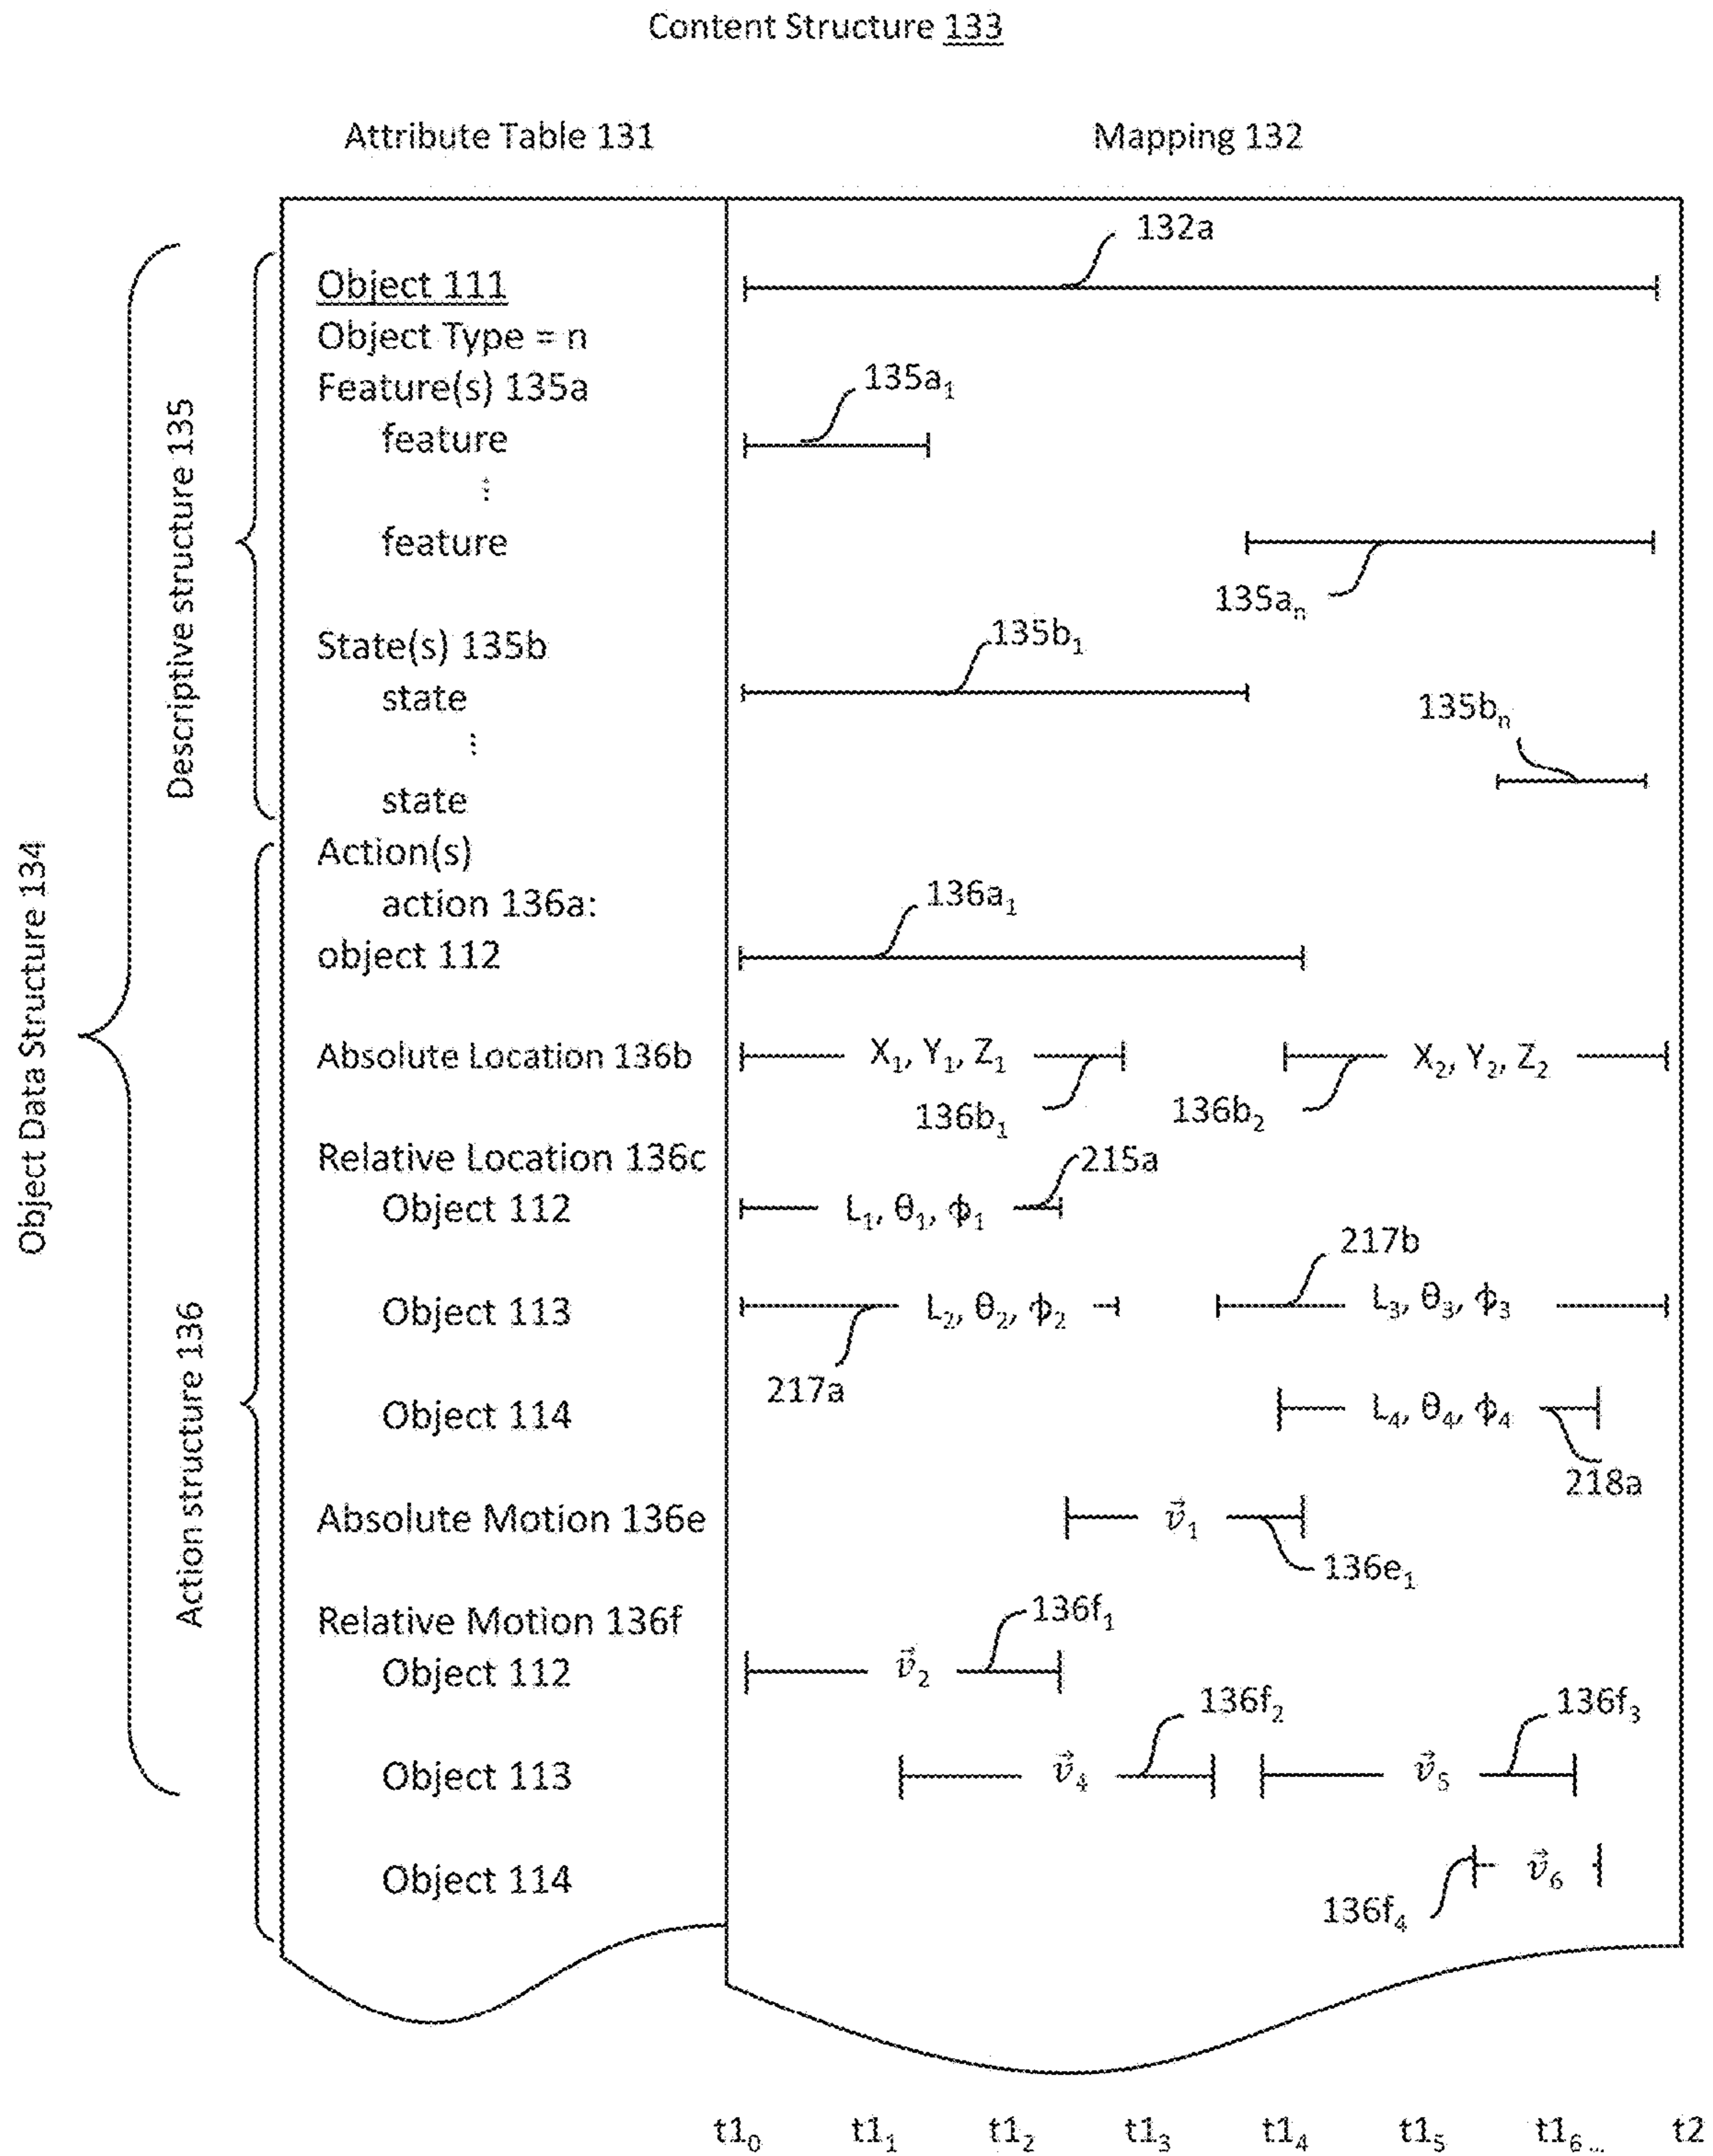 Content Structure 133
Attribute Table 131
Mapping 132
132a
Object 111
Object Type = n
Feature(s) 135a
135a₁
feature
⋮
feature
135aₙ
State(s) 135b
135b₁
state
135bₙ
⋮
state
Descriptive structure 135
Object Data Structure 134
Action(s)
action 136a:
136a₁
object 112
Absolute Location 136b
X₁, Y₁, Z₁
X₂, Y₂, Z₂
136b₁
136b₂
Relative Location 136c
215a
Object 112
L₁, θ₁, ϕ₁
217b
Object 113
L₂, θ₂, ϕ₂
L₃, θ₃, ϕ₃
217a
Object 114
L₄, θ₄, ϕ₄
218a
Action structure 136
Absolute Motion 136e
v⃗₁
136e₁
Relative Motion 136f
136f₁
Object 112
v⃗₂
136f₂
136f₃
Object 113
v⃗₄
v⃗₅
Object 114
v⃗₆
136f₄
t1₀ t1₁ t1₂ t1₃ t1₄ t1₅ t1₆ ... t2